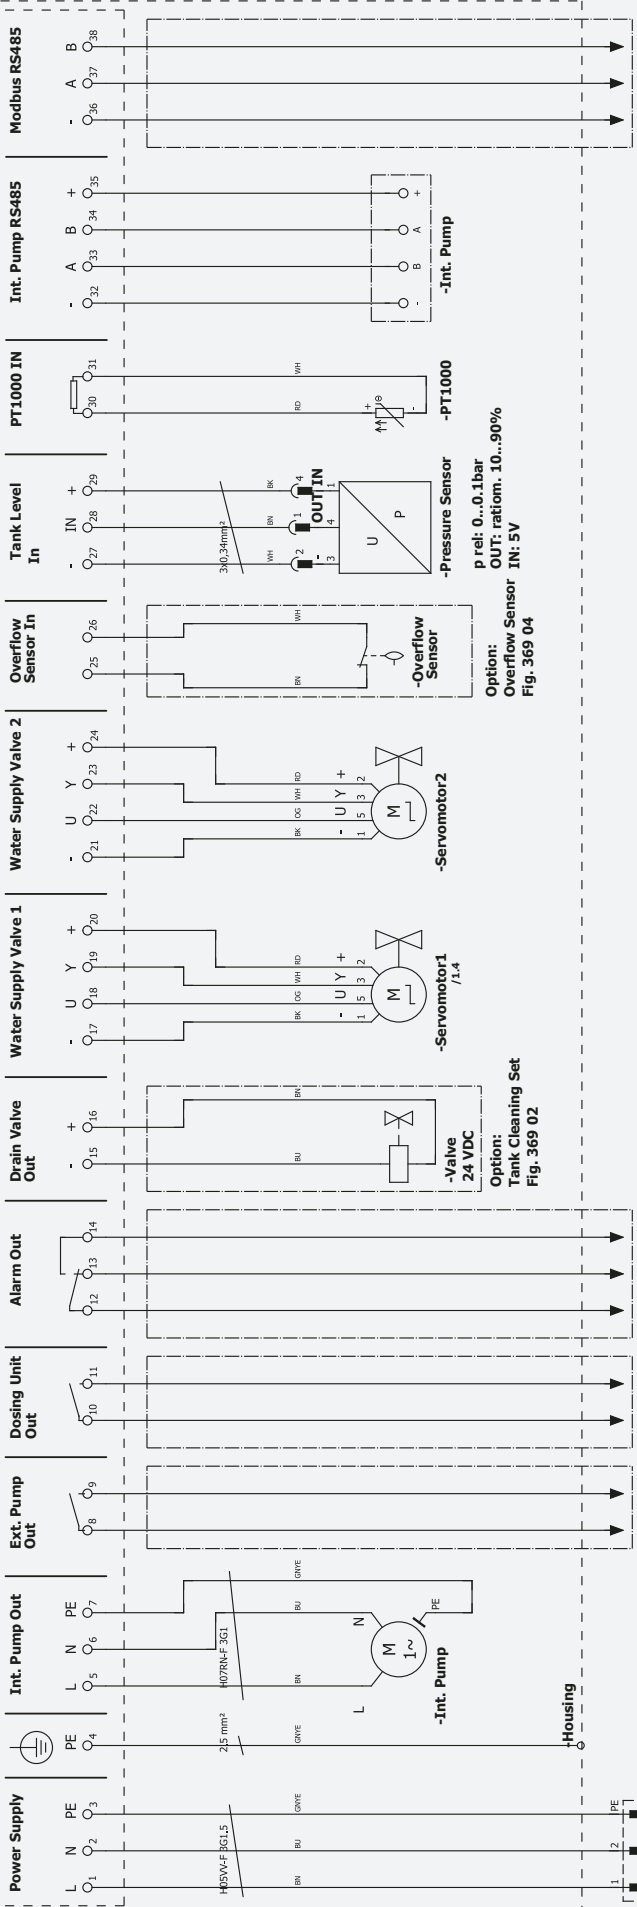 Modbus RS485
B 38
A 37
- 36
Int. Pump RS485
+ 35
B 34
A 33
- 32
+
A
B
-
-Int. Pump
PT1000 IN
31
30
WH
RD
+
-
-PT1000
Tank Level
In
+ 29
IN 28
- 27
3x0,34mm²
BK
BN
WH
4
1
2
OUT IN
-
1
4
3
U
P
-Pressure Sensor
p rel: 0...0.1bar
OUT: ratiom. 10...90%
IN: 5V
Overflow
Sensor In
26
25
WH
BN
-Overflow
Sensor
Option:
Overflow Sensor
Fig. 369 04
Water Supply Valve 2
+ 24
Y 23
U 22
- 21
RD
WH
OG
BK
- U Y +
1 5 3 2
M
-Servomotor2
Water Supply Valve 1
+ 20
Y 19
U 18
- 17
RD
WH
OG
BK
- U Y +
1 5 3 2
M
-Servomotor1
/1.4
Drain Valve
Out
+ 16
- 15
BN
BU
-Valve
24 VDC
Option:
Tank Cleaning Set
Fig. 369 02
Alarm Out
14
13
12
Dosing Unit
Out
11
10
Ext. Pump
Out
9
8
Int. Pump Out
PE 7
N 6
L 5
H07RN-F 3G1
GNYE
BU
BN
N
L
PE
M
1~
-Int. Pump
PE 4
2,5 mm²
GNYE
-Housing
Power Supply
PE 3
N 2
L 1
H05VV-F 3G1.5
GNYE
BU
BN
PE
2
1